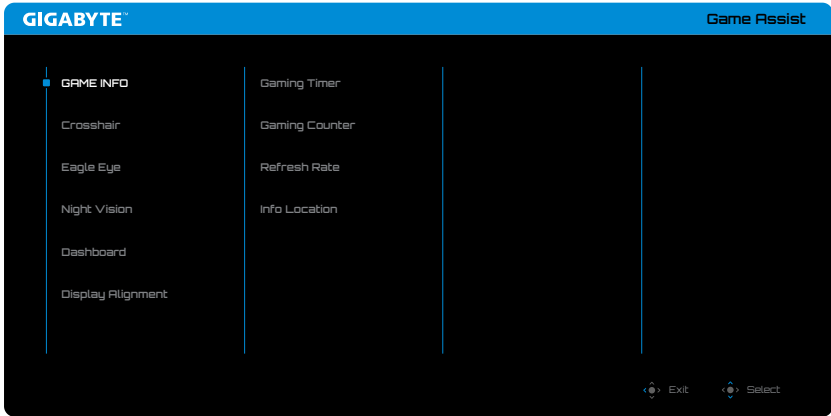 GIGABYTE™
Game Assist
GAME INFO
Crosshair
Eagle Eye
Night Vision
Dashboard
Display Alignment
Gaming Timer
Gaming Counter
Refresh Rate
Info Location
Exit
Select